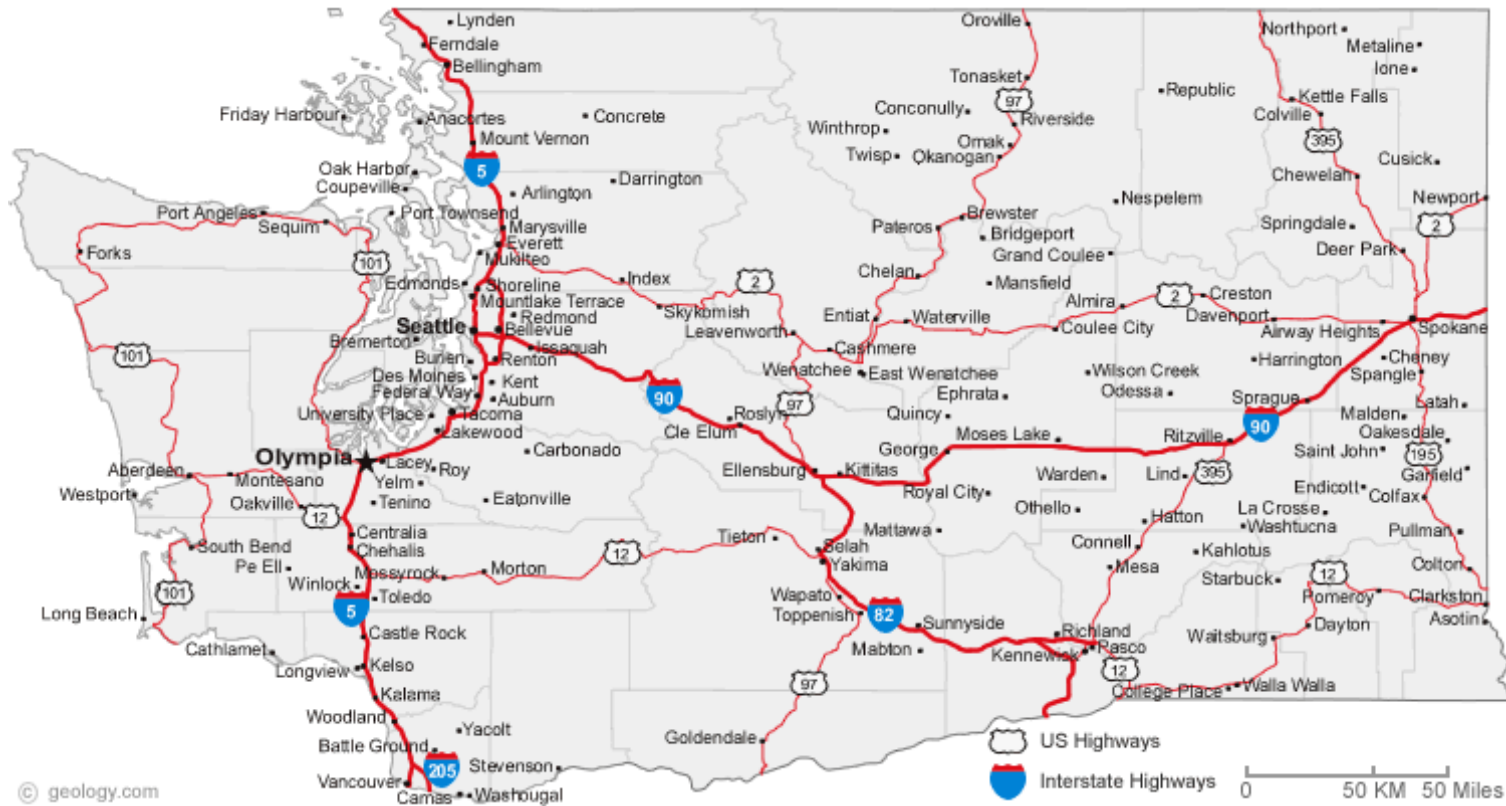 Lynden
Ferndale
Bellingham
Oroville
Northport
Metaline
Ione
Tonasket
97
Republic
Kettle Falls
Colville
Friday Harbour
Anacortes
Concrete
Conconully
Riverside
Winthrop
Omak
Mount Vernon
Twisp
Okanogan
395
Cusick
5
Oak Harbor
Coupeville
Darrington
Arlington
Chewelah
Nespelem
Newport
Port Angeles
Sequim
Port Townsend
Marysville
Everett
Mukilteo
Brewster
Pateros
Bridgeport
Springdale
2
Forks
101
Grand Coulee
Deer Park
Edmonds
Index
Chelan
Mansfield
Shoreline
2
Mountlake Terrace
Redmond
Skykomish
Almira
2
Creston
Seattle
Bellevue
Leavenworth
Entiat
Waterville
Coulee City
Davenport
Airway Heights
Spokane
Bremerton
Issaquah
Cashmere
101
Burien
Renton
Wenatchee
East Wenatchee
Harrington
Cheney
Des Moines
Kent
Wilson Creek
Spangle
Federal Way
Auburn
90
97
Ephrata
Odessa
Sprague
Latah
University Place
Tacoma
Roslyn
Quincy
Malden
Lakewood
Cle Elum
90
Oakesdale
Moses Lake
Ritzville
George
Carbonado
Saint John
195
Olympia
Lacey
Roy
Ellensburg
Kittitas
Warden
Lind
395
Garfield
Aberdeen
Montesano
Yelm
Westport
Royal City
Endicott
Colfax
Oakville
12
Tenino
Eatonville
Othello
Hatton
La Crosse
Washtucna
Mattawa
Pullman
Centralia
Tieton
South Bend
Chehalis
12
Selah
Connell
Kahlotus
Yakima
Pe Ell
Mossyrock
Morton
Mesa
Colton
Winlock
Starbuck
12
101
Toledo
Wapato
Pomeroy
Clarkston
Long Beach
5
Toppenish
82
Sunnyside
Asotin
Castle Rock
Richland
Dayton
Waitsburg
Cathlamet
Mabton
Kennewick
Pasco
Longview
Kelso
97
12
Kalama
College Place
Walla Walla
Woodland
Yacolt
Goldendale
US Highways
Battle Ground
205
Stevenson
Interstate Highways
Vancouver
Camas
Washougal
0
50 KM
50 Miles
© geology.com